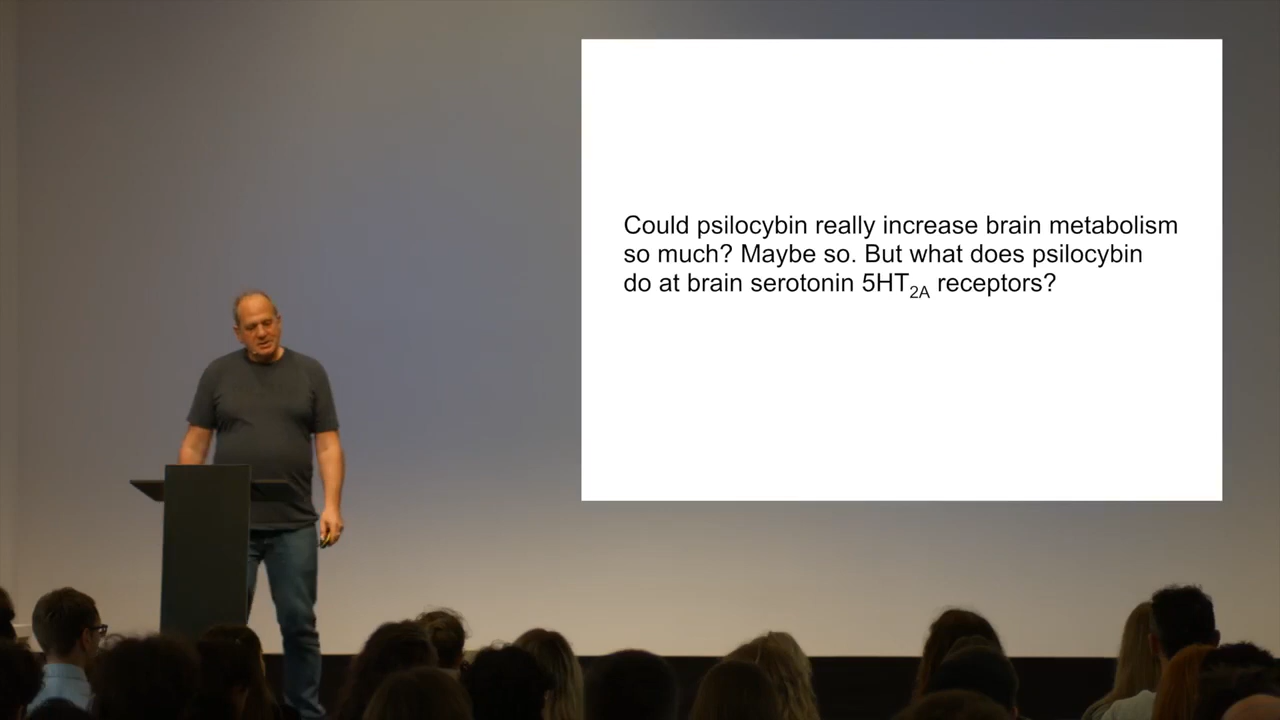 Could psilocybin really increase brain metabolism
so much? Maybe so. But what does psilocybin
do at brain serotonin 5HT2A receptors?